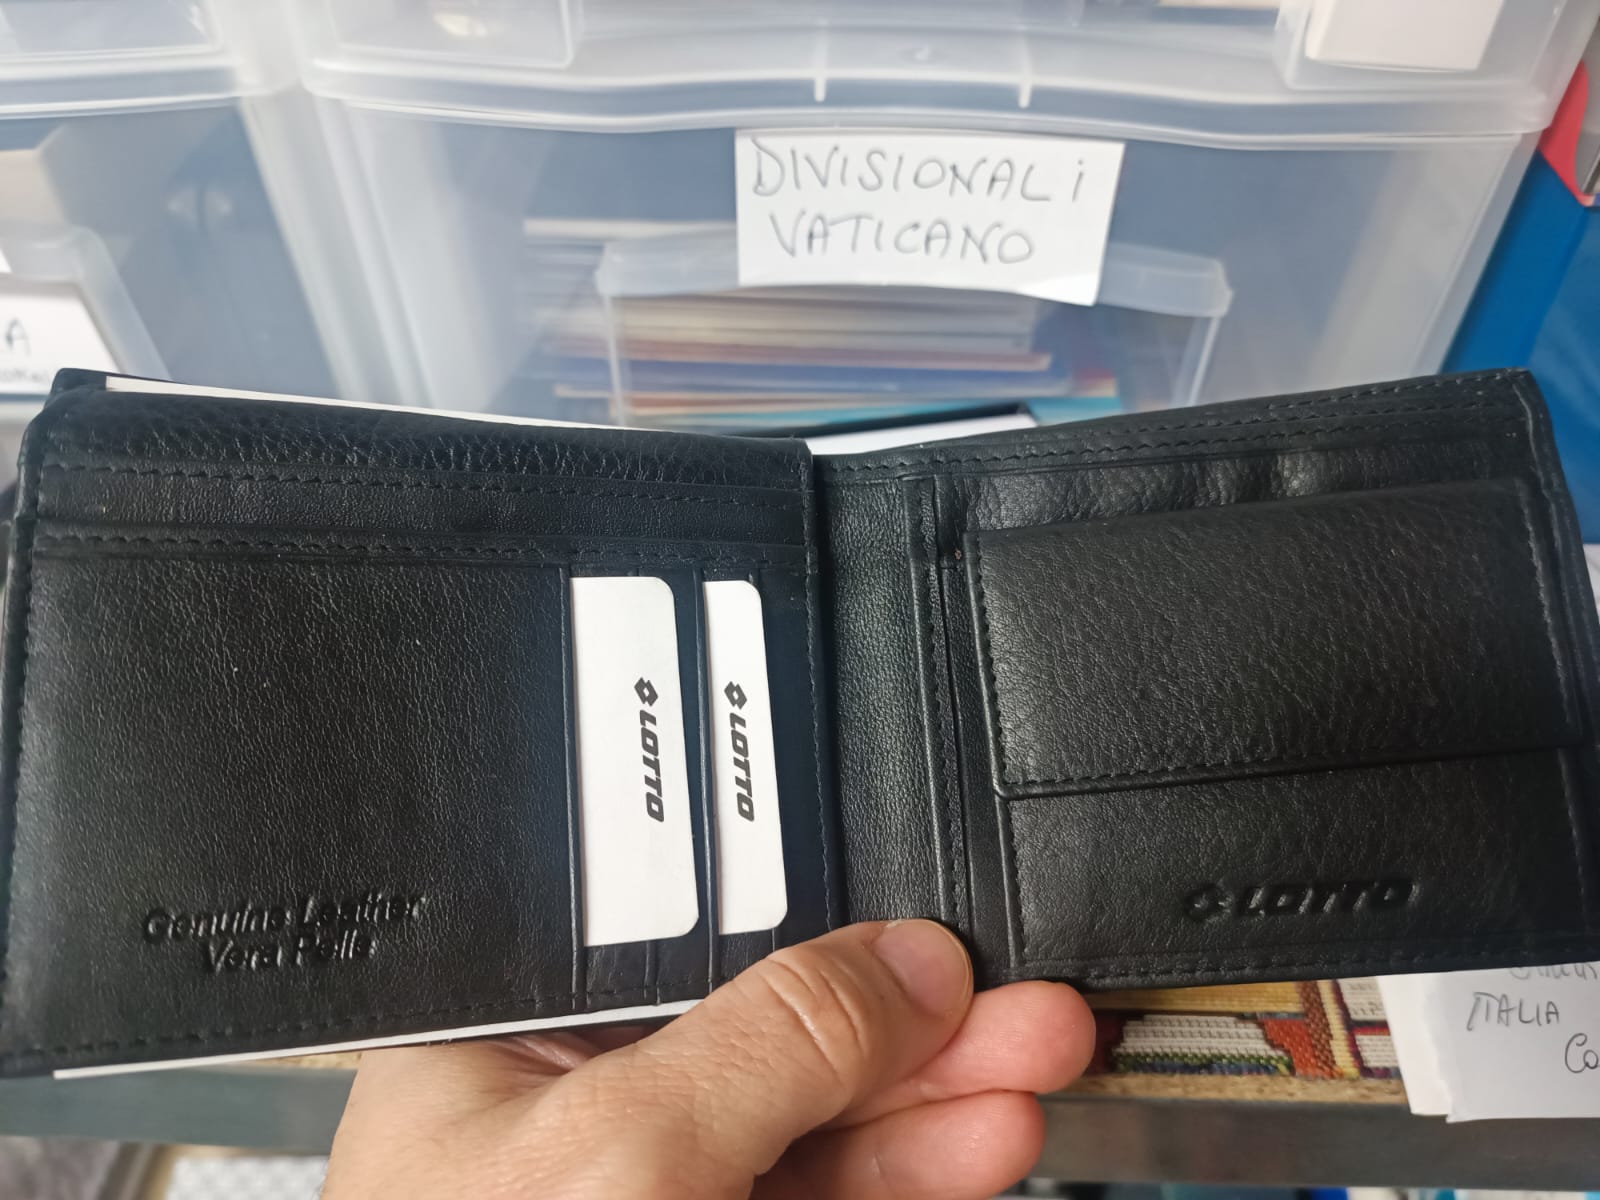 DIVISIONALI
VATICANO
A
LOTTO
LOTTO
LOTTO
Genuine Leather
Vera Pelle
ITALIA